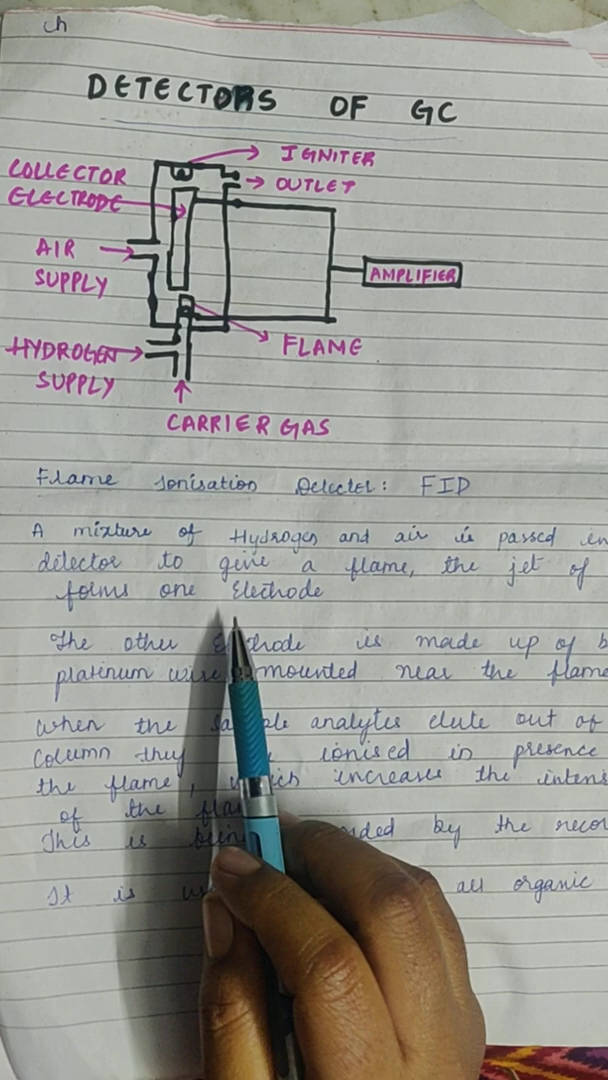 ch
DETECTORS OF GC
IGNITER
OUTLET
COLLECTOR
ELECTRODE
AIR
SUPPLY
AMPLIFIER
FLAME
HYDROGEN
SUPPLY
CARRIER GAS
Flame Ionisation Detector: FID
A mixture of Hydrogen and air is passed in
detector to give a flame, the jet of
forms one Electrode
The other is made up of b
platinum wire mounted near the flame
When the analytes elute out of
Column they ionised in presence
the flame, increases the intens
of the
This is been by the recor
It is all organic